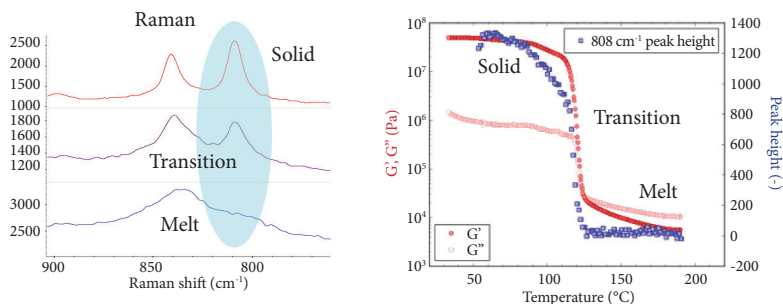 Raman
Solid
2500
2000
1500
1000
1800
1600
1400
1200
Transition
3000
2500
Melt
900
850
800
Raman shift (cm⁻¹)
10⁸
10⁷
10⁶
10⁵
10⁴
10³
G’, G” (Pa)
808 cm⁻¹ peak height
Solid
Transition
Melt
G’
G”
1400
1200
1000
800
600
400
200
0
-200
Peak height (-)
50
100
150
200
Temperature (°C)